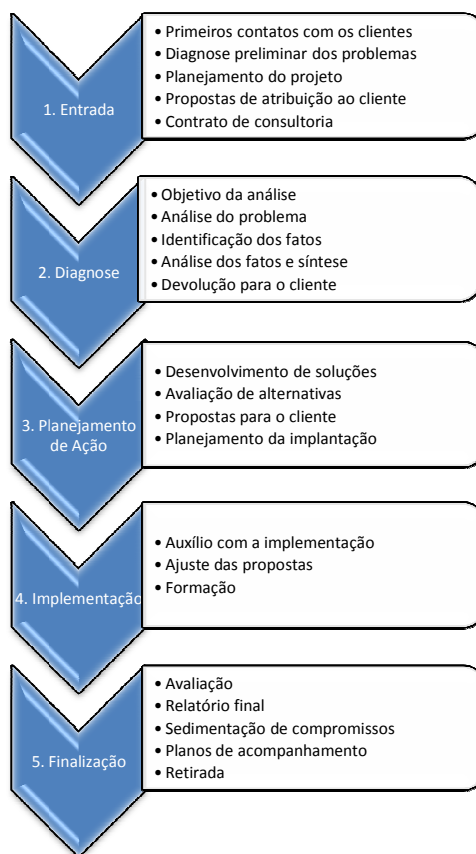 1. Entrada
• Primeiros contatos com os clientes
• Diagnose preliminar dos problemas
• Planejamento do projeto
• Propostas de atribuição ao cliente
• Contrato de consultoria
2. Diagnose
• Objetivo da análise
• Análise do problema
• Identificação dos fatos
• Análise dos fatos e síntese
• Devolução para o cliente
3. Planejamento
de Ação
• Desenvolvimento de soluções
• Avaliação de alternativas
• Propostas para o cliente
• Planejamento da implantação
4. Implementação
• Auxílio com a implementação
• Ajuste das propostas
• Formação
5. Finalização
• Avaliação
• Relatório final
• Sedimentação de compromissos
• Planos de acompanhamento
• Retirada